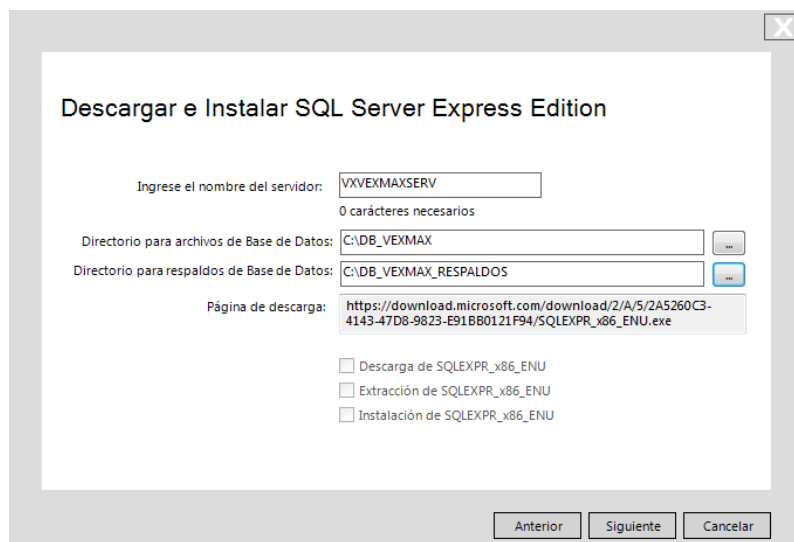 X
Descargar e Instalar SQL Server Express Edition
Ingrese el nombre del servidor: VXVEXMAXSERV
0 carácteres necesarios
Directorio para archivos de Base de Datos: C:\DB_VEXMAX ...
Directorio para respaldos de Base de Datos: C:\DB_VEXMAX_RESPALDOS ...
Página de descarga: https://download.microsoft.com/download/2/A/5/2A5260C3-
4143-47D8-9823-E91BB0121F94/SQLEXPR_x86_ENU.exe
Descarga de SQLEXPR_x86_ENU
Extracción de SQLEXPR_x86_ENU
Instalación de SQLEXPR_x86_ENU
Anterior Siguiente Cancelar